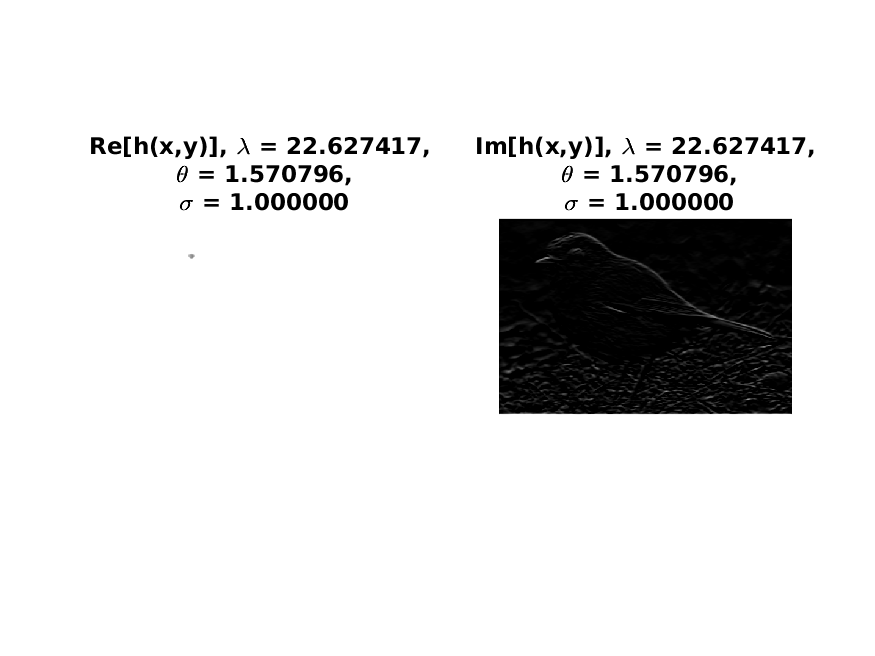 Re[h(x,y)], λ = 22.627417,
θ = 1.570796,
σ = 1.000000
Im[h(x,y)], λ = 22.627417,
θ = 1.570796,
σ = 1.000000